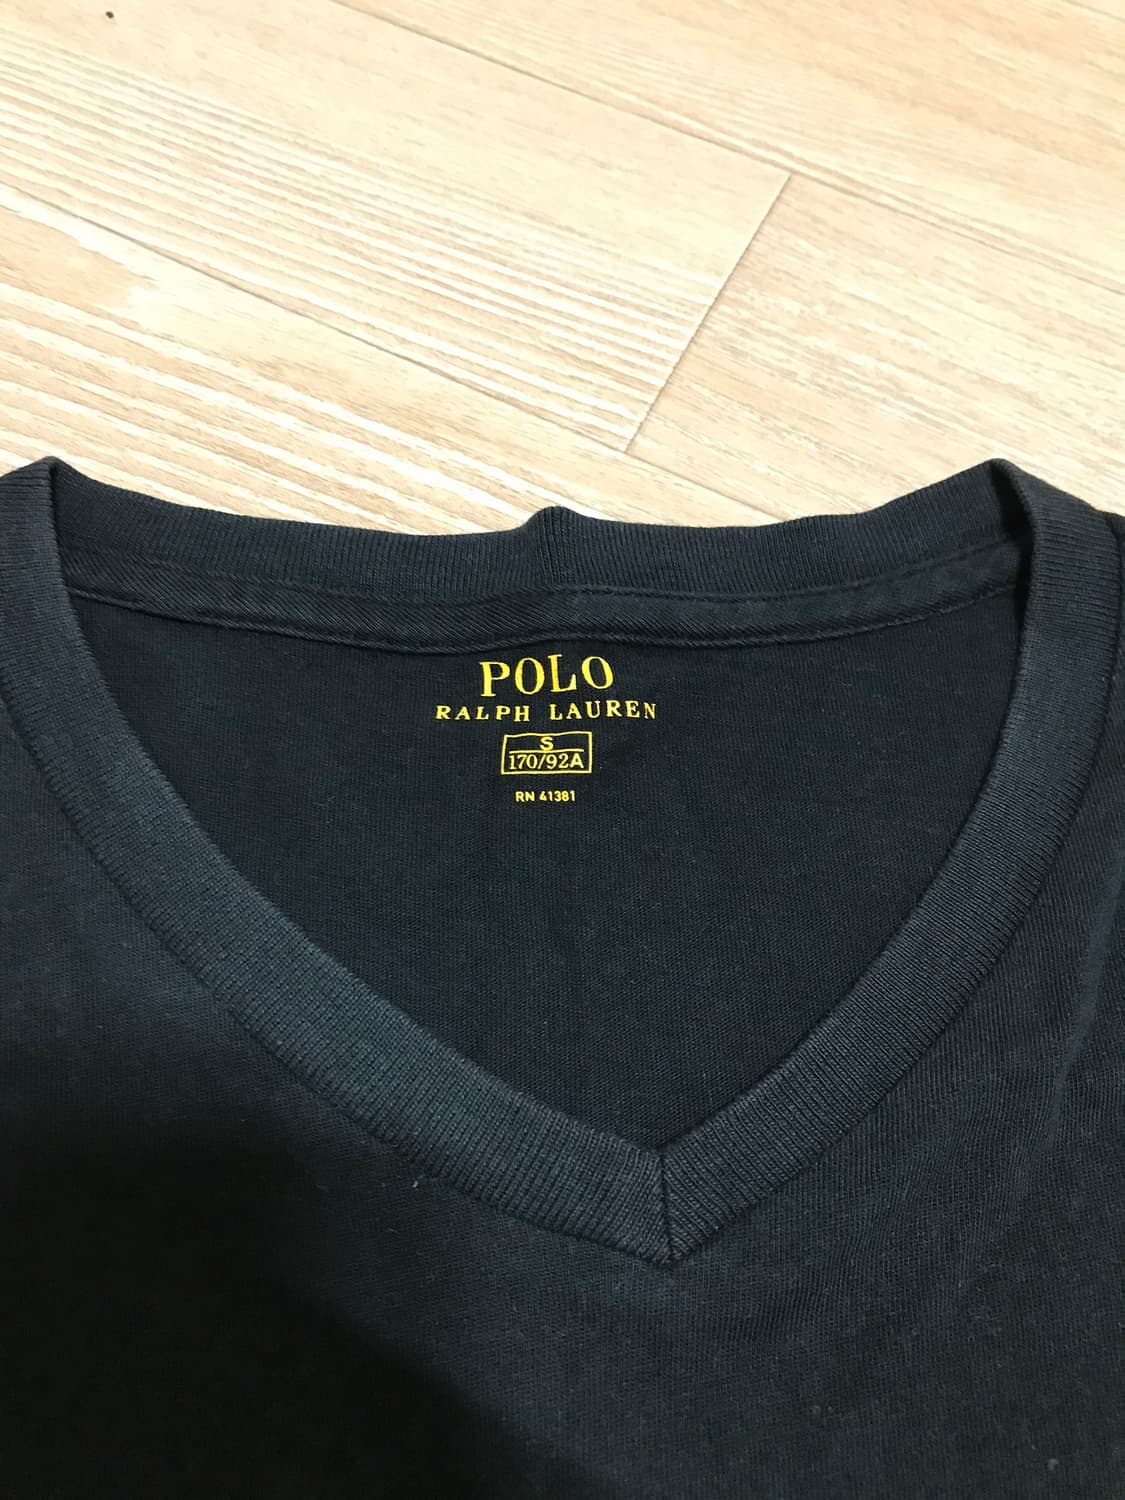 POLO
RALPH LAUREN
S
170/92A
RN 41381